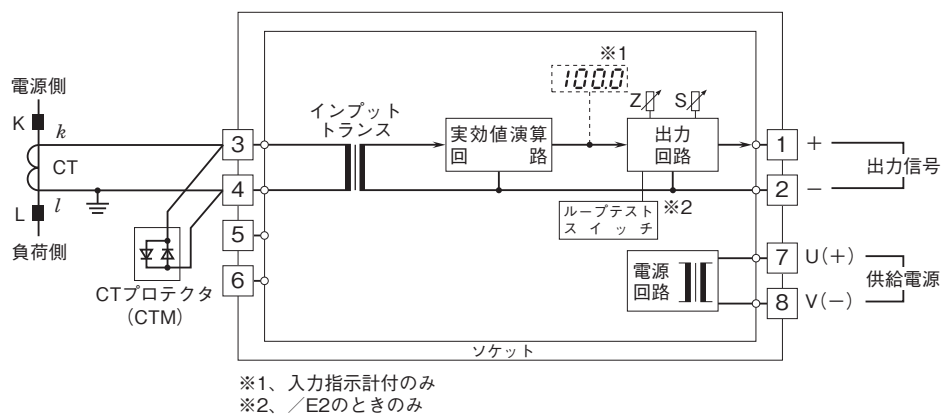 電源側
K
k
CT
L
l
負荷側
CTプロテクタ
(CTM)
3
4
5
6
インプット
トランス
実効値演算
回　　　路
※1
1000
Z
S
出力
回路
※2
ループテスト
スイッチ
電源
回路
1
+
2
−
出力信号
7
U(+)
8
V(−)
供給電源
ソケット
※1、入力指示計付のみ
※2、／E2のときのみ